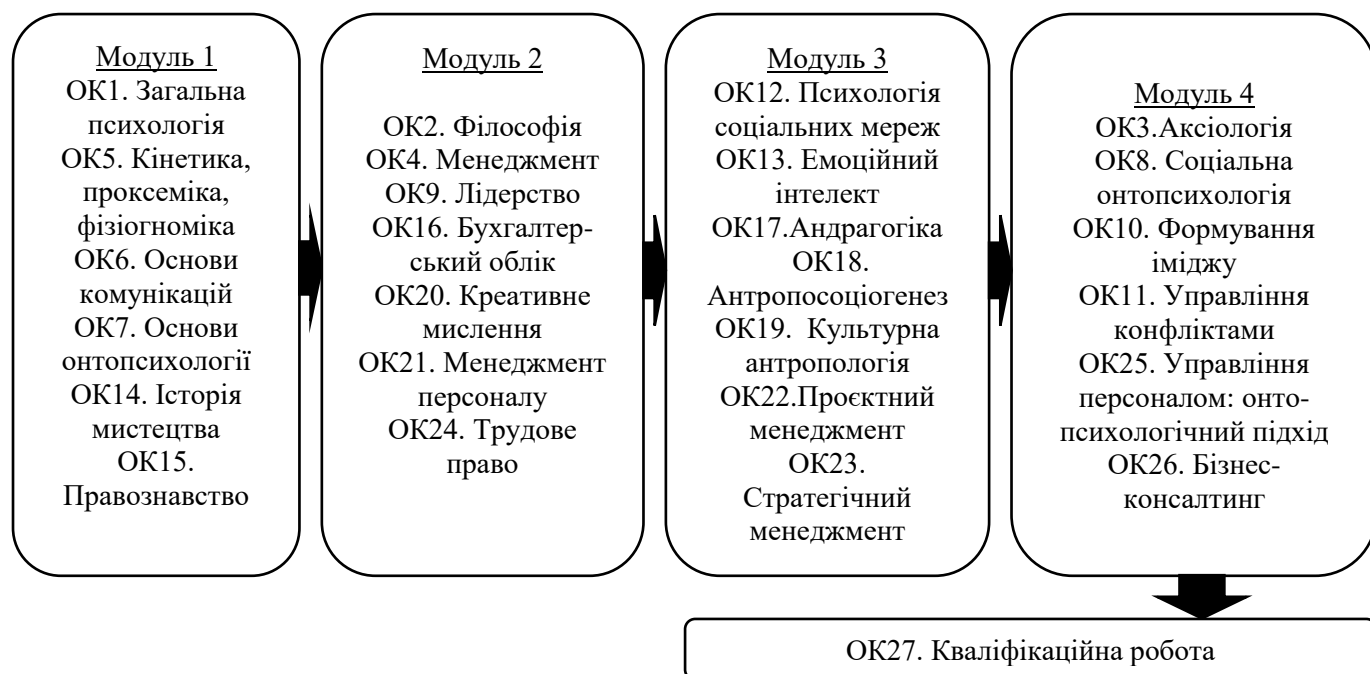 Модуль 1
ОК1. Загальна
психологія
ОК5. Кінетика,
проксеміка,
фізіогноміка
ОК6. Основи
комунікацій
ОК7. Основи
онтопсихології
ОК14. Історія
мистецтва
ОК15.
Правознавство
Модуль 2
ОК2. Філософія
ОК4. Менеджмент
ОК9. Лідерство
ОК16. Бухгалтер-
ський облік
ОК20. Креативне
мислення
ОК21. Менеджмент
персоналу
ОК24. Трудове
право
Модуль 3
ОК12. Психологія
соціальних мереж
ОК13. Емоційний
інтелект
ОК17.Андрагогіка
ОК18.
Антропосоціогенез
ОК19. Культурна
антропологія
ОК22.Проєктний
менеджмент
ОК23.
Стратегічний
менеджмент
Модуль 4
ОК3.Аксіологія
ОК8. Соціальна
онтопсихологія
ОК10. Формування
іміджу
ОК11. Управління
конфліктами
ОК25. Управління
персоналом: онто-
психологічний підхід
ОК26. Бізнес-
консалтинг
ОК27. Кваліфікаційна робота